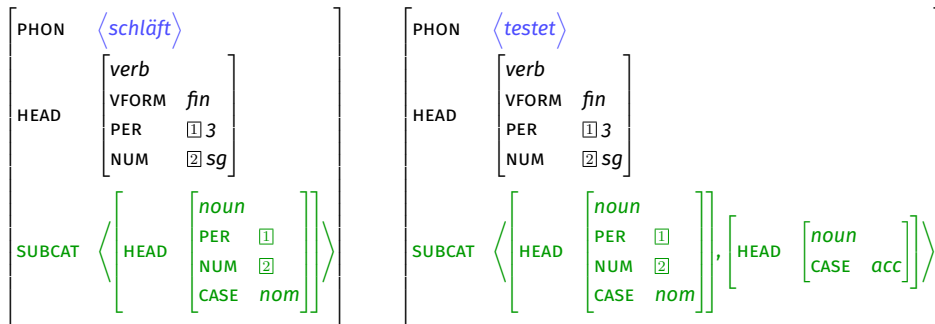 PHON ⟨schläft⟩
HEAD verb
VFORM fin
PER 1 3
NUM 2 sg
SUBCAT ⟨ HEAD noun
PER 1
NUM 2
CASE nom ⟩
PHON ⟨testet⟩
HEAD verb
VFORM fin
PER 1 3
NUM 2 sg
SUBCAT ⟨ HEAD noun
PER 1
NUM 2
CASE nom , HEAD noun
CASE acc ⟩